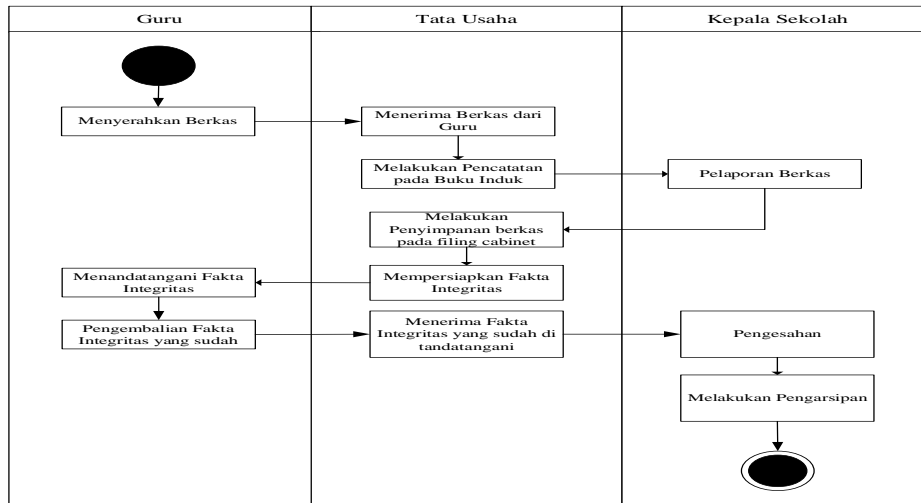 Guru
Tata Usaha
Kepala Sekolah
Menyerahkan Berkas
Menerima Berkas dari
Guru
Melakukan Pencatatan
pada Buku Induk
Pelaporan Berkas
Melakukan
Penyimpanan berkas
pada filing cabinet
Mempersiapkan Fakta
Integritas
Menandatangani Fakta
Integritas
Pengembalian Fakta
Integritas yang sudah
Menerima Fakta
Integritas yang sudah di
tandatangani
Pengesahan
Melakukan Pengarsipan